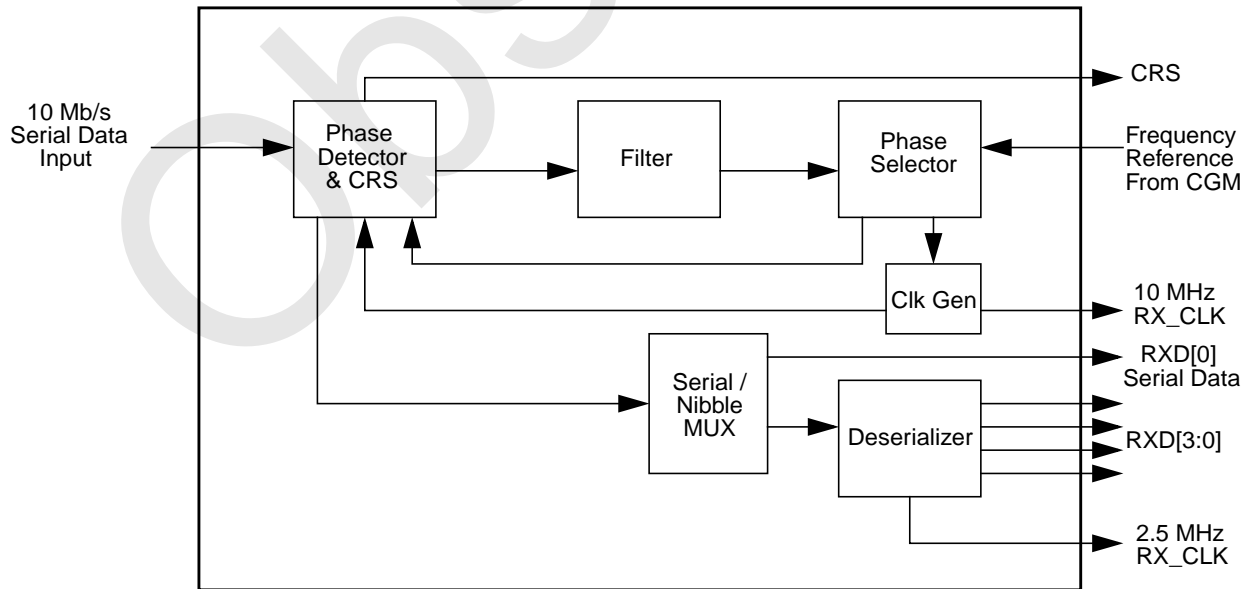 CRS
10 Mb/s
Serial Data
Input
Phase
Detector
& CRS
Filter
Phase
Selector
Frequency
Reference
From CGM
Clk Gen
10 MHz
RX_CLK
RXD[0]
Serial Data
Serial /
Nibble
MUX
Deserializer
RXD[3:0]
2.5 MHz
RX_CLK